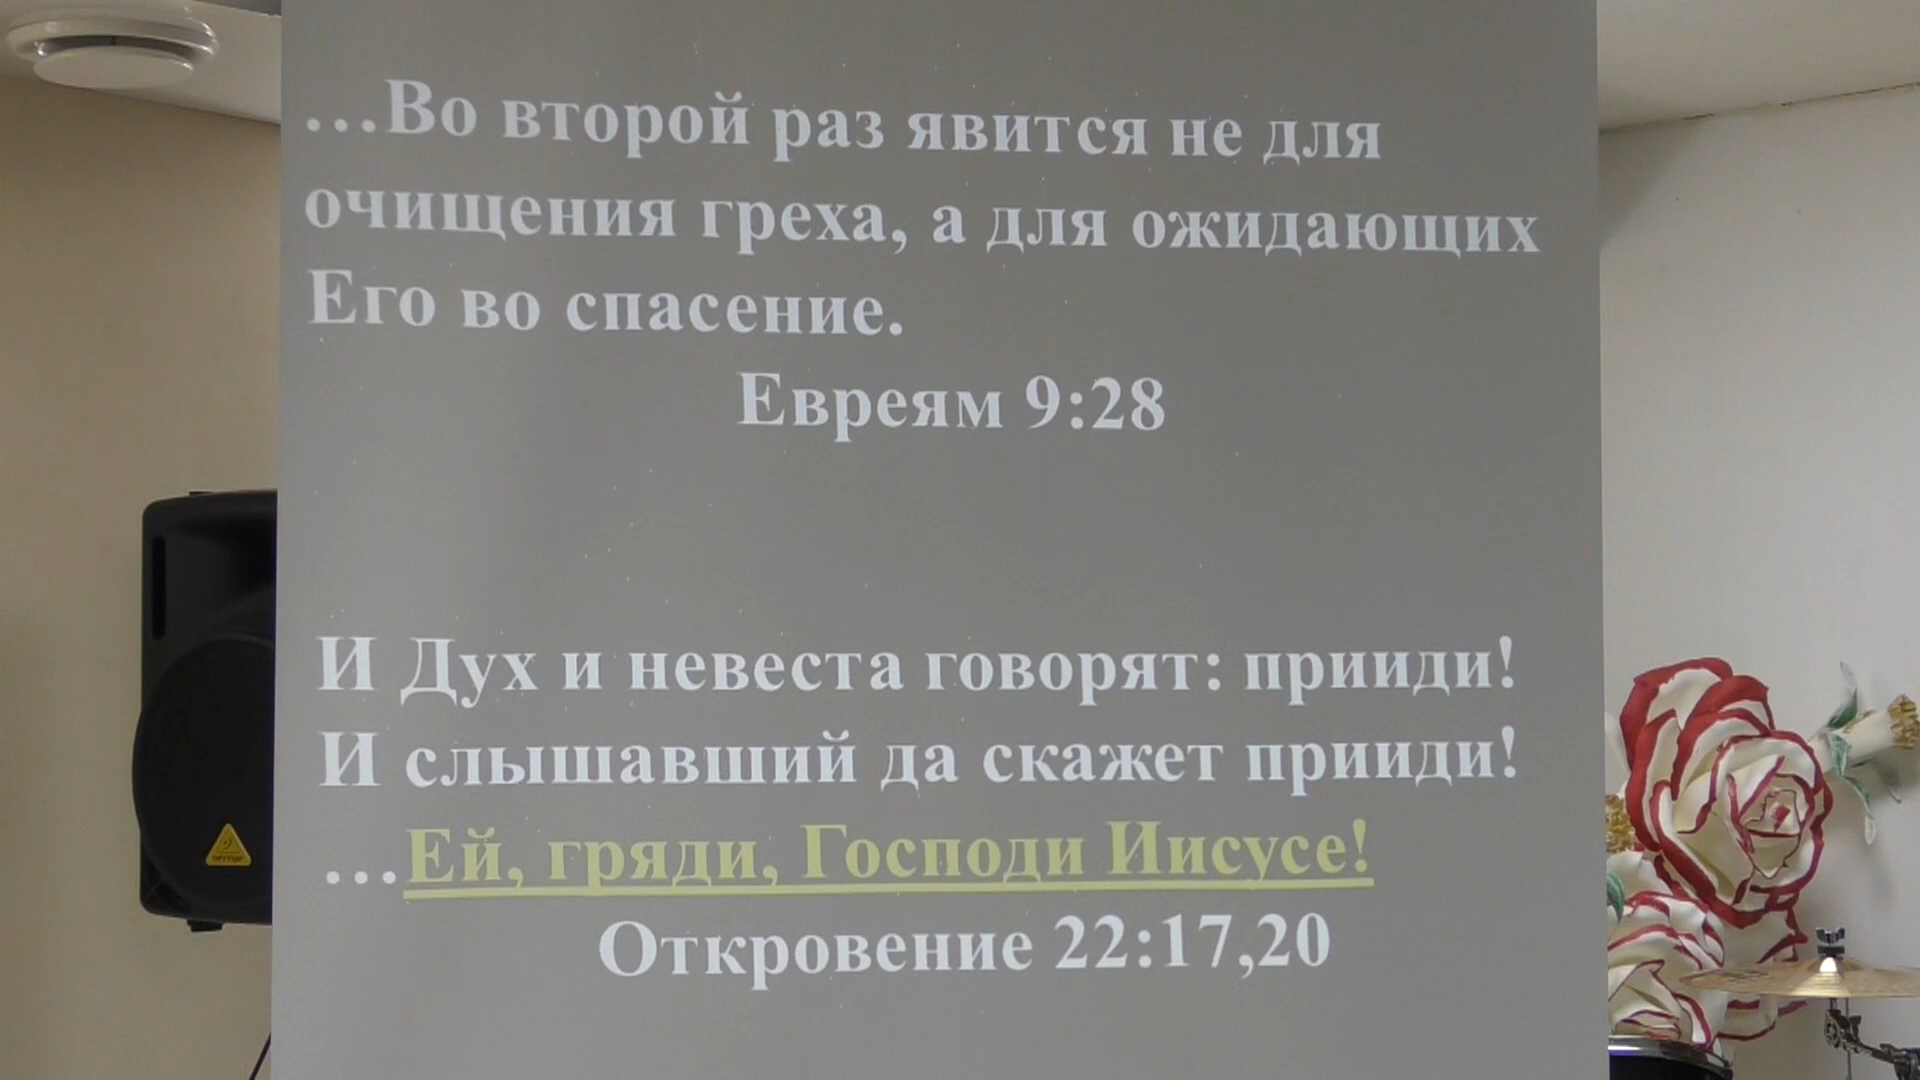 …Во второй раз явится не для
очищения греха, а для ожидающих
Его во спасение.
Евреям 9:28
И Дух и невеста говорят: прииди!
И слышавший да скажет прииди!
…Ей, гряди, Господи Иисусе!
Откровение 22:17,20